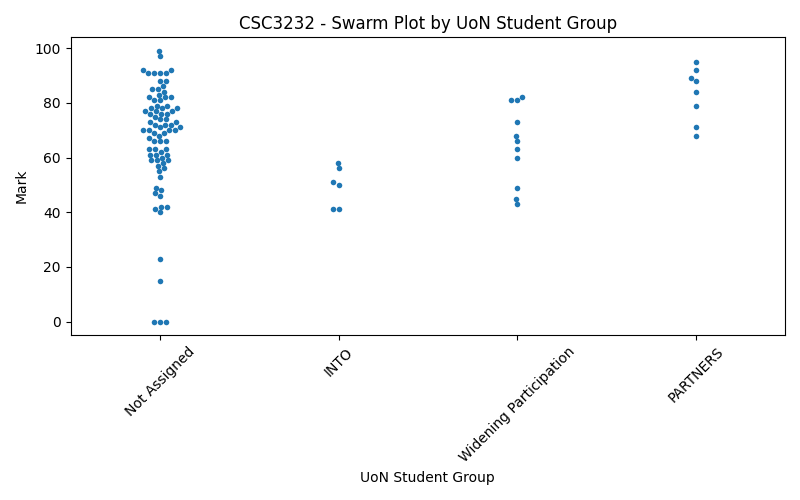 CSC3232 - Swarm Plot by UoN Student Group
Mark
100
80
60
40
20
0
Not Assigned
INTO
Widening Participation
PARTNERS
UoN Student Group